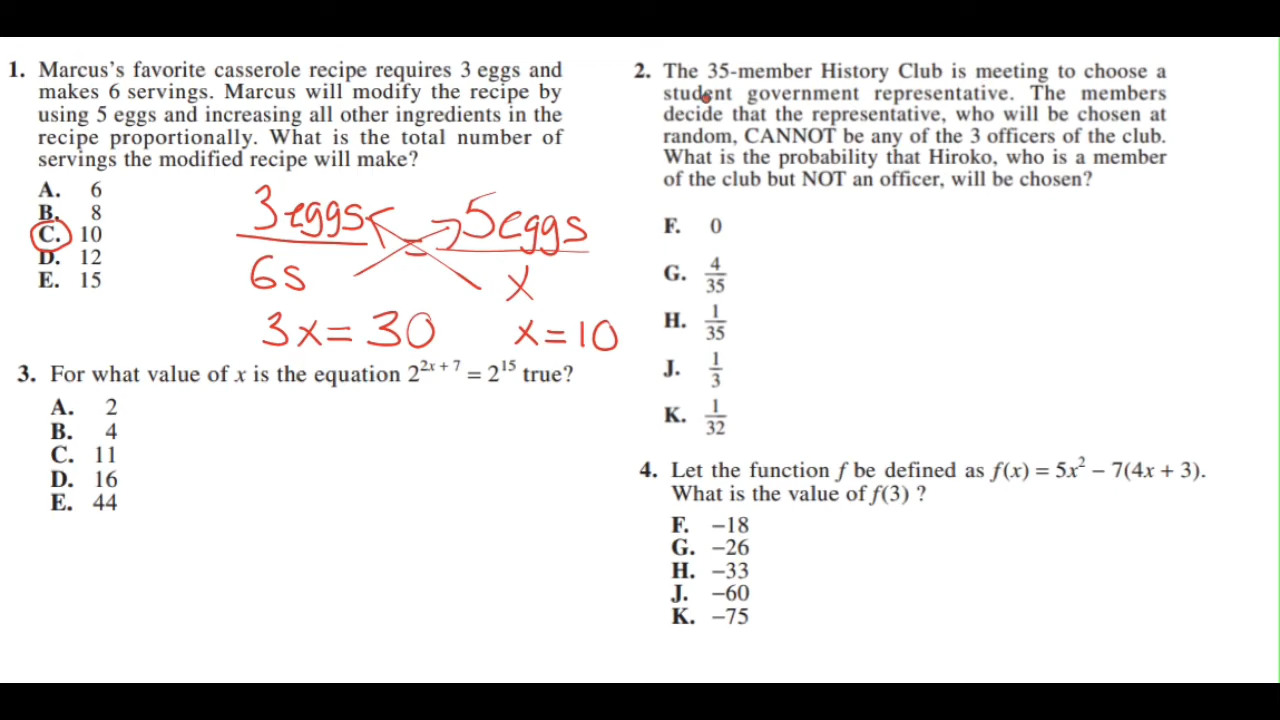 1. Marcus's favorite casserole recipe requires 3 eggs and
makes 6 servings. Marcus will modify the recipe by
using 5 eggs and increasing all other ingredients in the
recipe proportionally. What is the total number of
servings the modified recipe will make?
A. 6
B. 8
C. 10
D. 12
E. 15
3 eggs = 5 eggs
6s x
3x = 30 x = 10
2. The 35-member History Club is meeting to choose a
student government representative. The members
decide that the representative, who will be chosen at
random, CANNOT be any of the 3 officers of the club.
What is the probability that Hiroko, who is a member
of the club but NOT an officer, will be chosen?
F. 0
G. 4/35
H. 1/35
J. 1/3
K. 1/32
3. For what value of x is the equation 2^(2x + 7) = 2^15 true?
A. 2
B. 4
C. 11
D. 16
E. 44
4. Let the function f be defined as f(x) = 5x² − 7(4x + 3).
What is the value of f(3) ?
F. −18
G. −26
H. −33
J. −60
K. −75